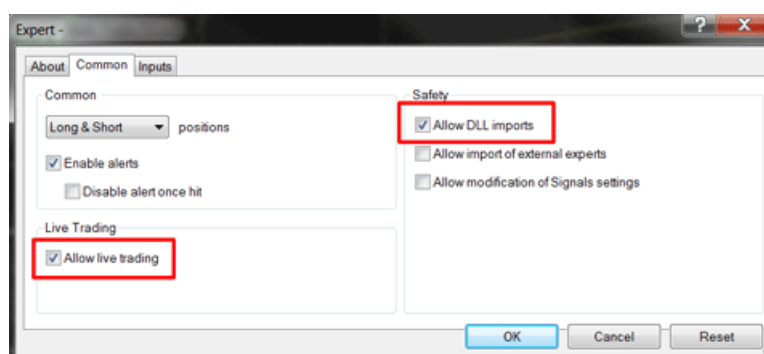 Expert -
About Common Inputs
Common
Long & Short positions
Enable alerts
Disable alert once hit
Live Trading
Allow live trading
Safety
Allow DLL imports
Allow import of external experts
Allow modification of Signals settings
OK Cancel Reset